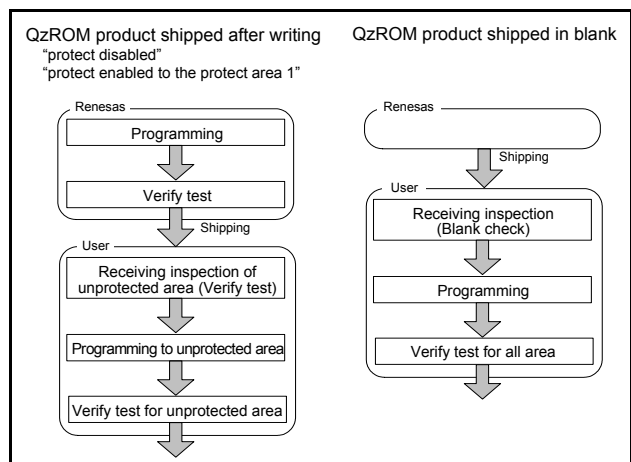 QzROM product shipped after writing
“protect disabled”
“protect enabled to the protect area 1”
Renesas
Programming
Verify test
Shipping
User
Receiving inspection of
unprotected area (Verify test)
Programming to unprotected area
Verify test for unprotected area
QzROM product shipped in blank
Renesas
Shipping
User
Receiving inspection
(Blank check)
Programming
Verify test for all area